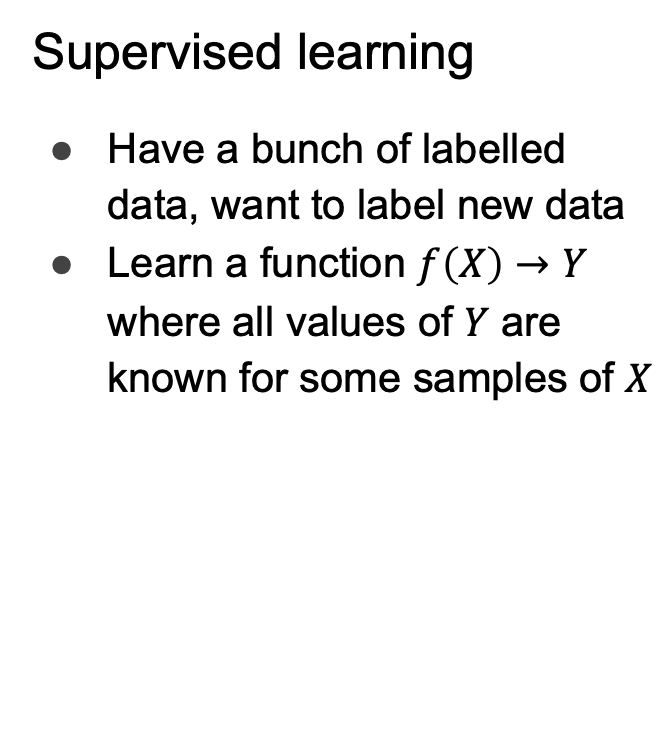 Supervised learning
● Have a bunch of labelled
data, want to label new data
● Learn a function f(X) → Y
where all values of Y are
known for some samples of X